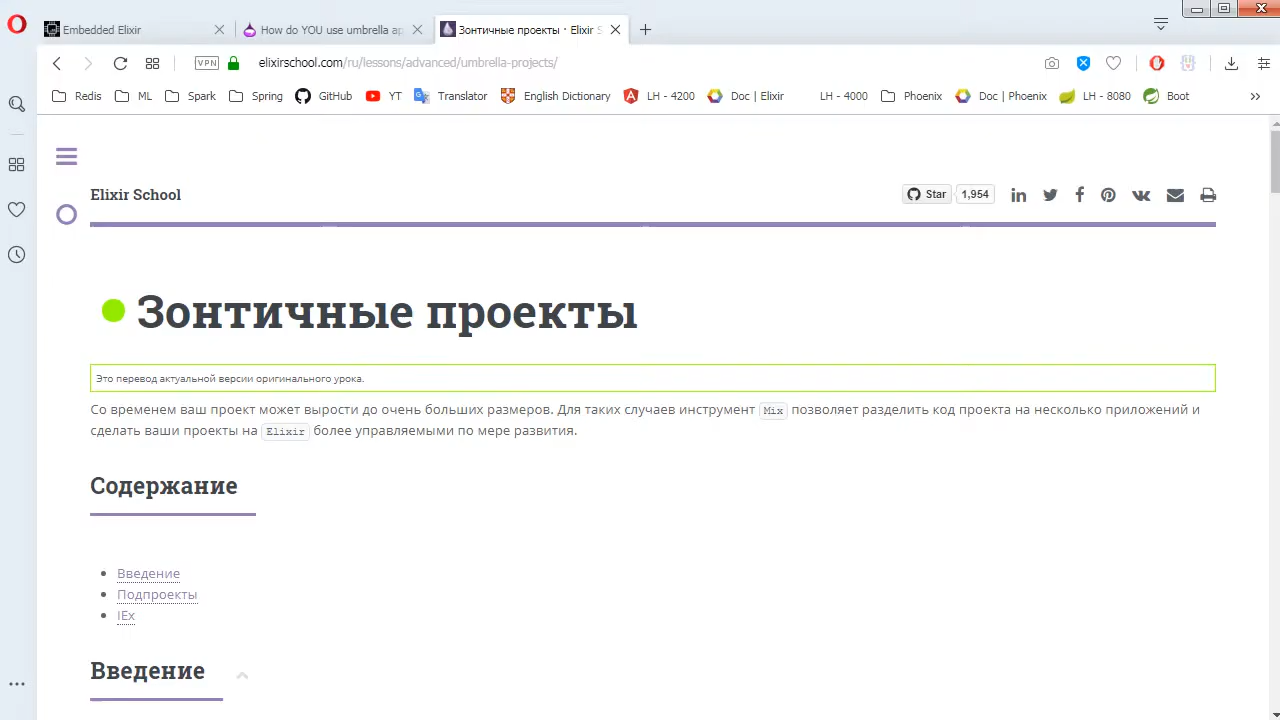 Embedded Elixir
How do YOU use umbrella ap
Зонтичные проекты · Elixir S
VPN
elixirschool.com/ru/lessons/advanced/umbrella-projects/
Redis ML Spark Spring GitHub YT Translator English Dictionary LH - 4200 Doc | Elixir LH - 4000 Phoenix Doc | Phoenix LH - 8080 Boot
Elixir School
Star 1,954
Зонтичные проекты
Это перевод актуальной версии оригинального урока.
Со временем ваш проект может вырости до очень больших размеров. Для таких случаев инструмент Mix позволяет разделить код проекта на несколько приложений и
сделать ваши проекты на Elixir более управляемыми по мере развития.
Содержание
Введение
Подпроекты
IEx
Введение